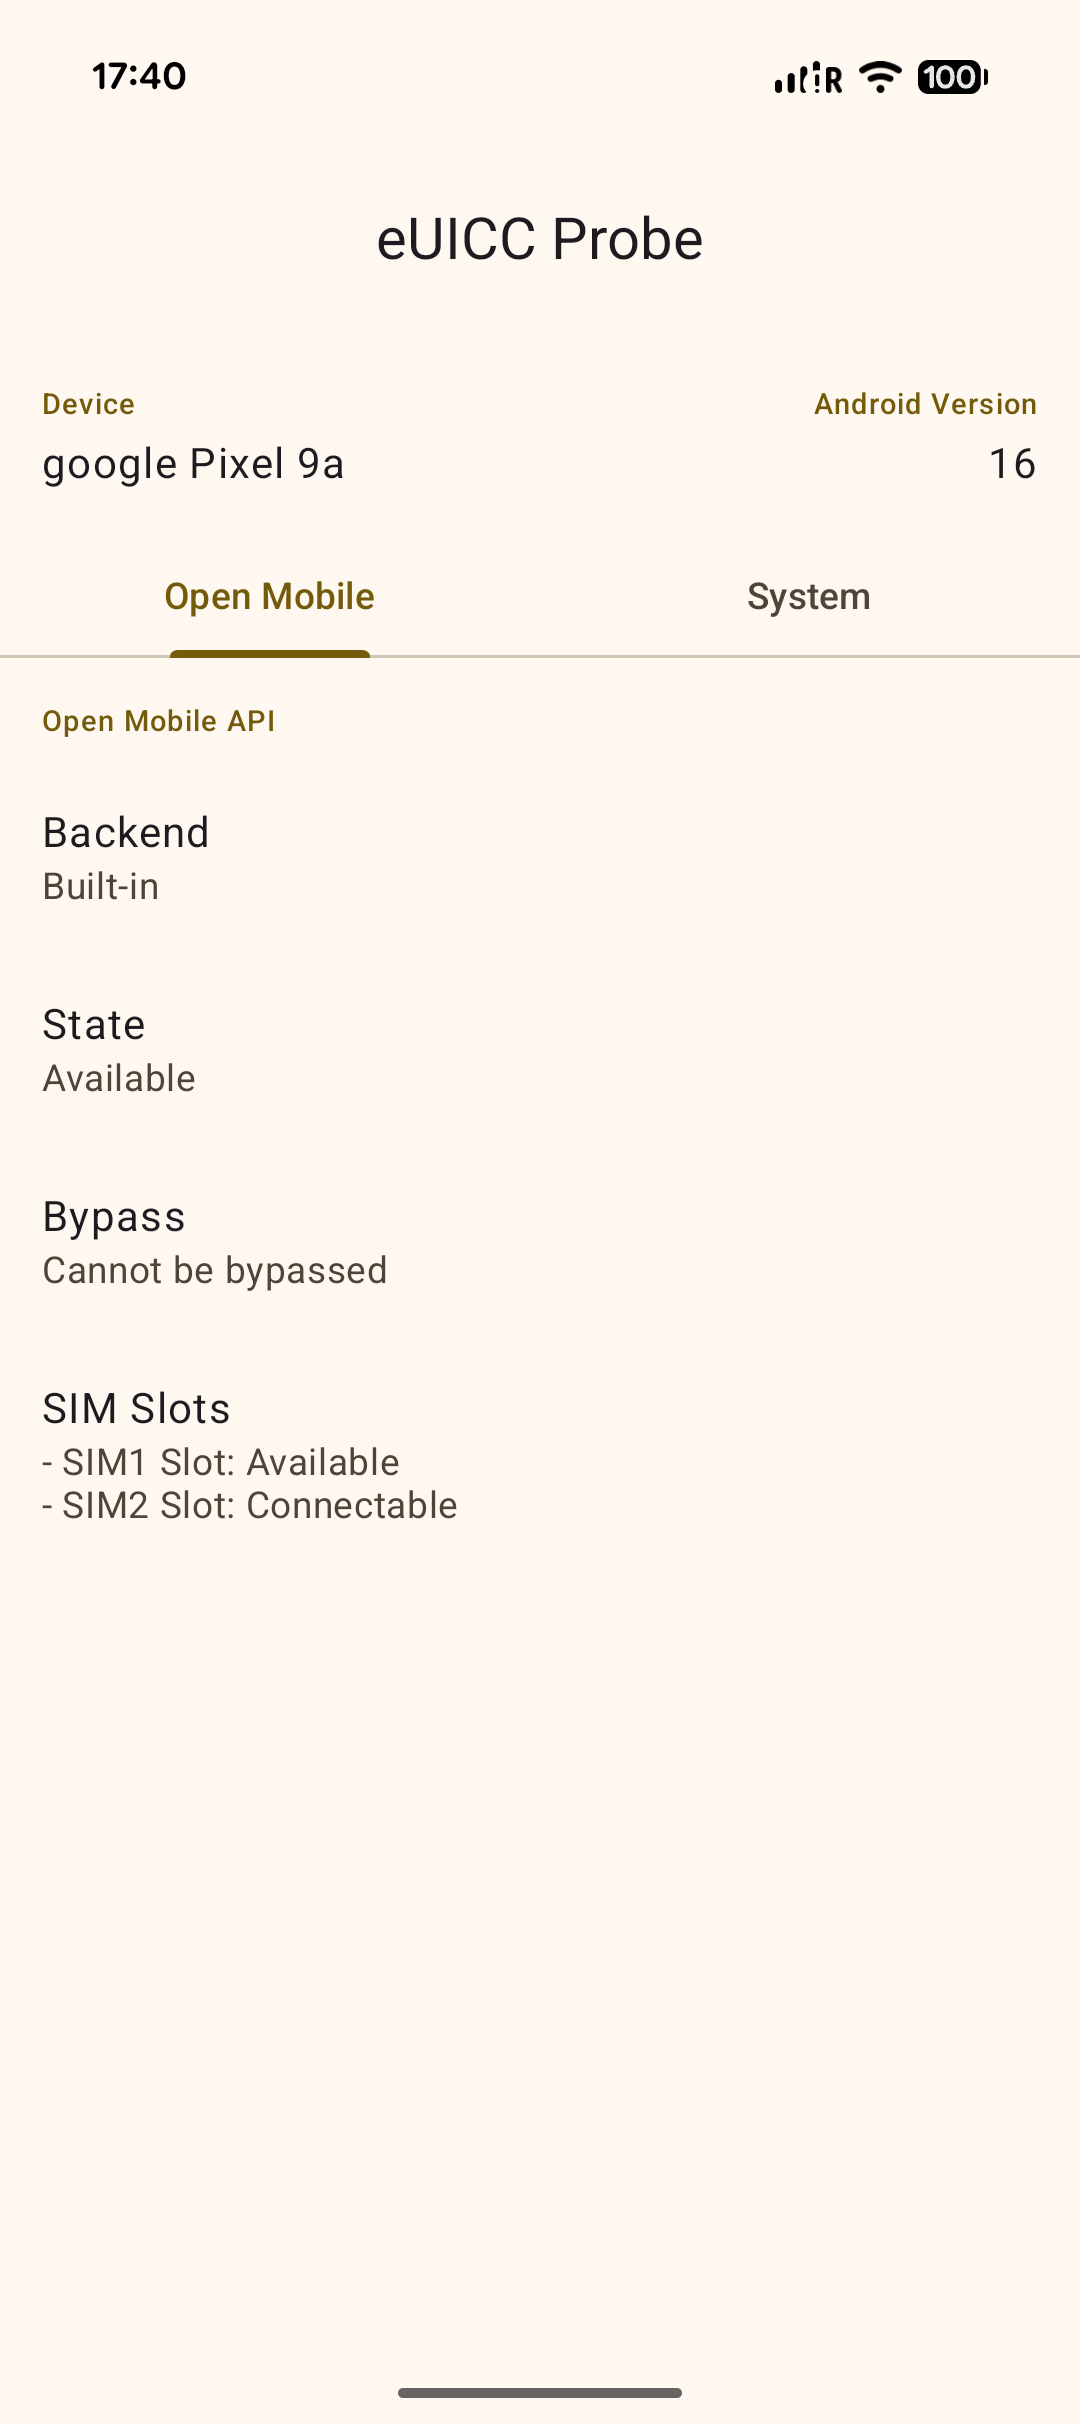 17:40
R
100
eUICC Probe
Device
Android Version
google Pixel 9a
16
Open Mobile
System
Open Mobile API
Backend
Built-in
State
Available
Bypass
Cannot be bypassed
SIM Slots
- SIM1 Slot: Available
- SIM2 Slot: Connectable